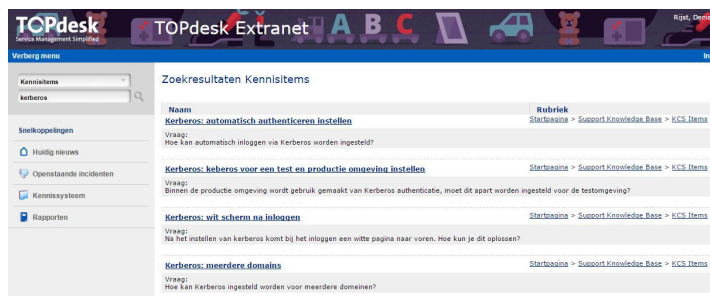 TOPdesk
Service Management Simplified
TOPdesk Extranet
A B C
Rijst, Denis
Verberg menu
In
Kennisitems
kerberos
Snelkoppelingen
Huidig nieuws
Openstaande incidenten
Kennissysteem
Rapporten
Zoekresultaten Kennisitems
Naam Rubriek
Kerberos: automatisch authenticeren instellen Startpagina > Support Knowledge Base > KCS Items
Vraag:
Hoe kan automatisch inloggen via Kerberos worden ingesteld?
Kerberos: keberos voor een test en productie omgeving instellen Startpagina > Support Knowledge Base > KCS Items
Vraag:
Binnen de productie omgeving wordt gebruik gemaakt van Kerberos authenticatie, moet dit apart worden ingesteld voor de testomgeving?
Kerberos: wit scherm na inloggen Startpagina > Support Knowledge Base > KCS Items
Vraag:
Na het instellen van kerberos komt bij het inloggen een witte pagina naar voren. Hoe kun je dit oplossen?
Kerberos: meerdere domains Startpagina > Support Knowledge Base > KCS Items
Vraag:
Hoe kan Kerberos ingesteld worden voor meerdere domeinen?